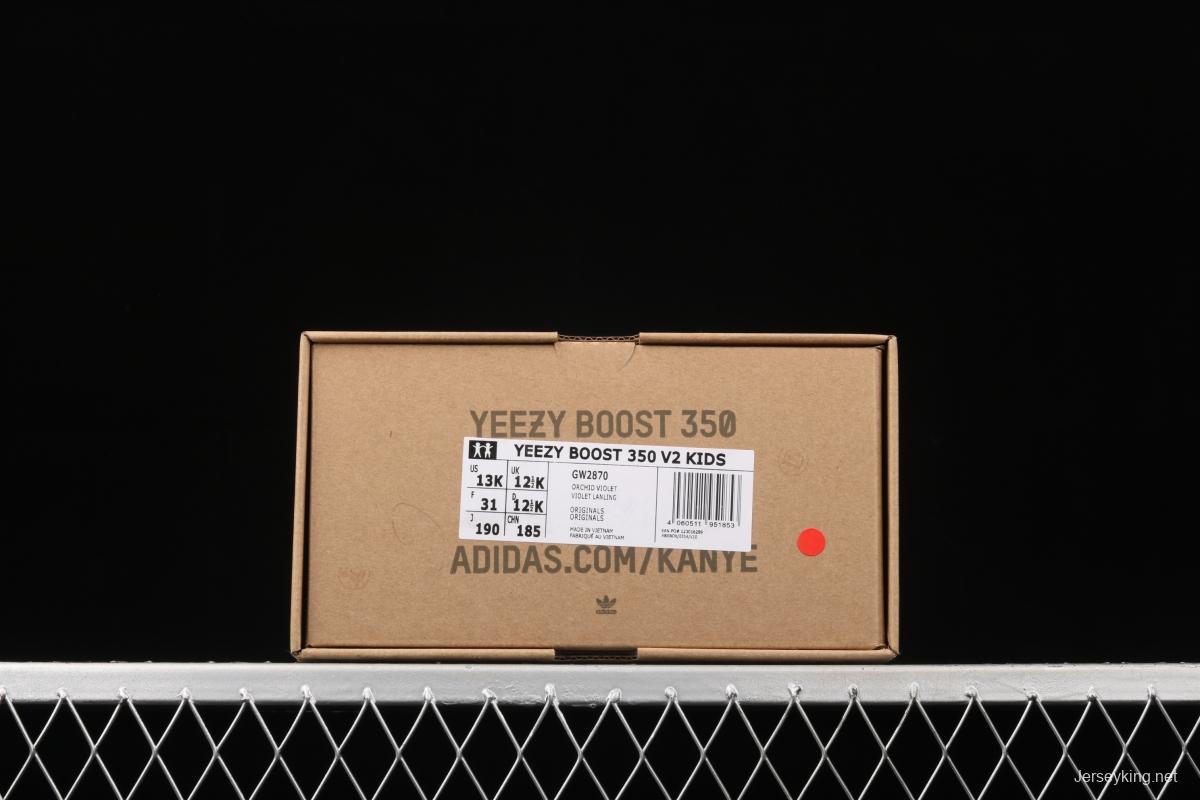 YEEZY BOOST 350
YEEZY BOOST 350 V2 KIDS
US 13K UK 12½K
F 31 D 12½K
J 190 CHN 185
GW2870
ORCHID VIOLET
VIOLET LANLING
ORIGINALS
ORIGINALS
MADE IN VIETNAM
FABRIQUÉ AU VIETNAM
4 060511 951853
ADIDAS.COM/KANYE
adidas
Jerseyking.net